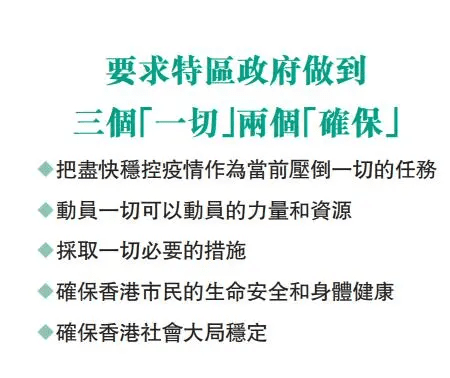 要求特區政府做到
三個「一切」兩個「確保」
◆把盡快穩控疫情作為當前壓倒一切的任務
◆動員一切可以動員的力量和資源
◆採取一切必要的措施
◆確保香港市民的生命安全和身體健康
◆確保香港社會大局穩定